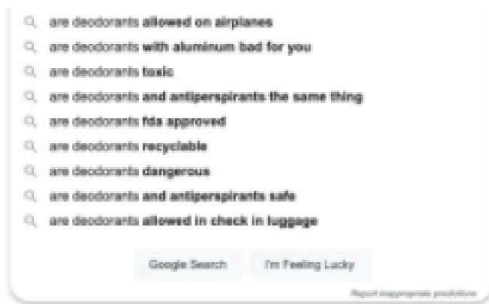 are deodorants allowed on airplanes
are deodorants with aluminum bad for you
are deodorants toxic
are deodorants and antiperspirants the same thing
are deodorants fda approved
are deodorants recyclable
are deodorants dangerous
are deodorants and antiperspirants safe
are deodorants allowed in check in luggage
Google Search I'm Feeling Lucky
Report inappropriate predictions